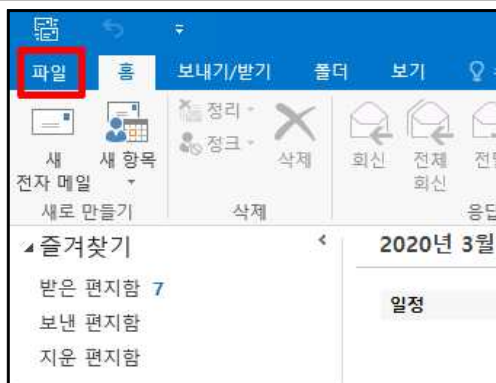 파일 홈 보내기/받기 폴더 보기
새 전자 메일
새 항목
정리
정크
삭제
회신
전체 회신
새로 만들기 삭제
즐겨찾기
2020년 3월
받은 편지함 7
보낸 편지함
지운 편지함
일정